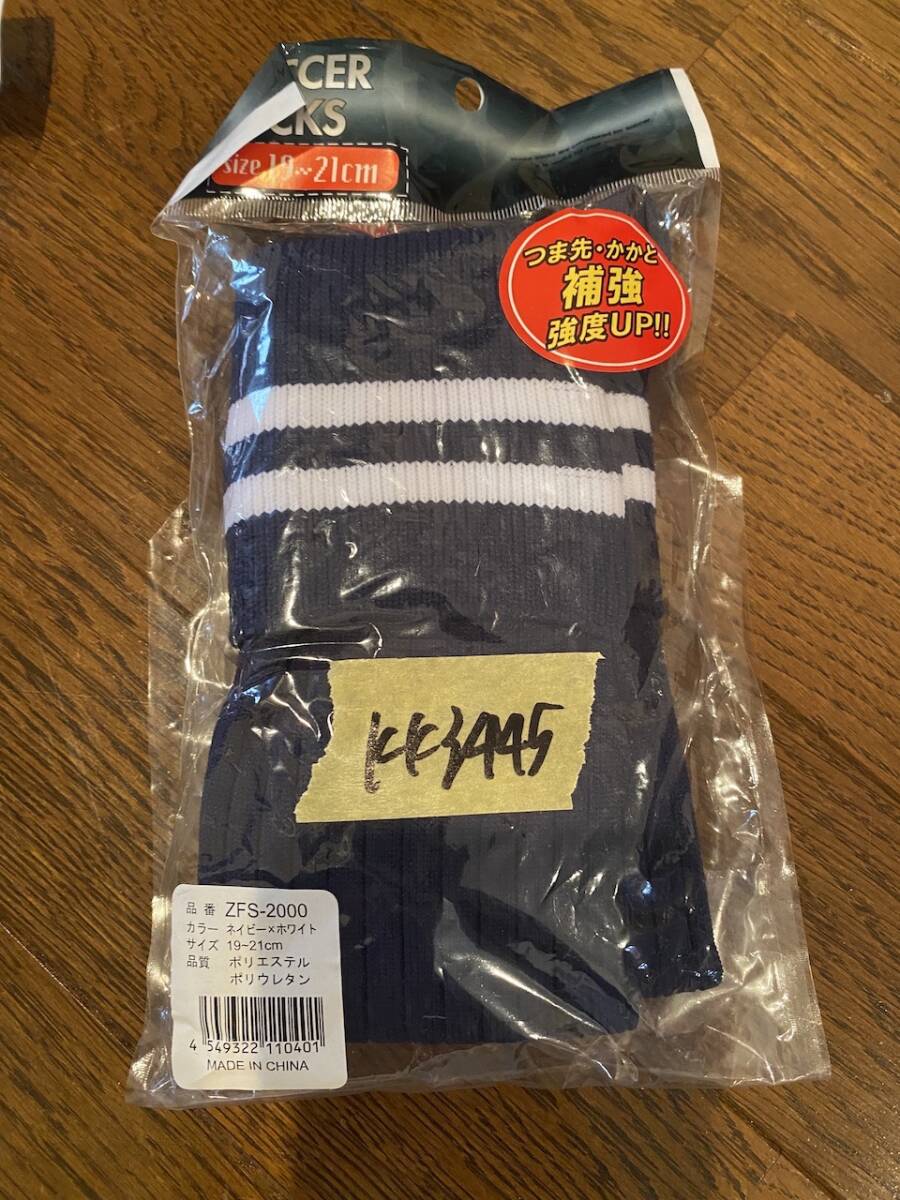 CCER
CKS
size 19~21cm
つま先・かかと
補強
強度UP!!
KK3445
品番 ZFS-2000
カラー ネイビー×ホワイト
サイズ 19~21cm
品質 ポリエステル
ポリウレタン
4 549322 110401
MADE IN CHINA